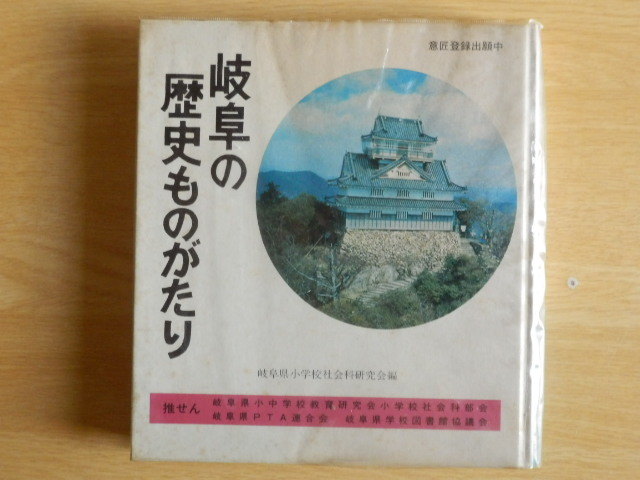 意匠登録出願中
岐阜の
歴史ものがたり
岐阜県小学校社会科研究会編
推せん
岐阜県小中学校教育研究会小学校社会科部会
岐阜県PTA連合会 岐阜県学校図書館協議会